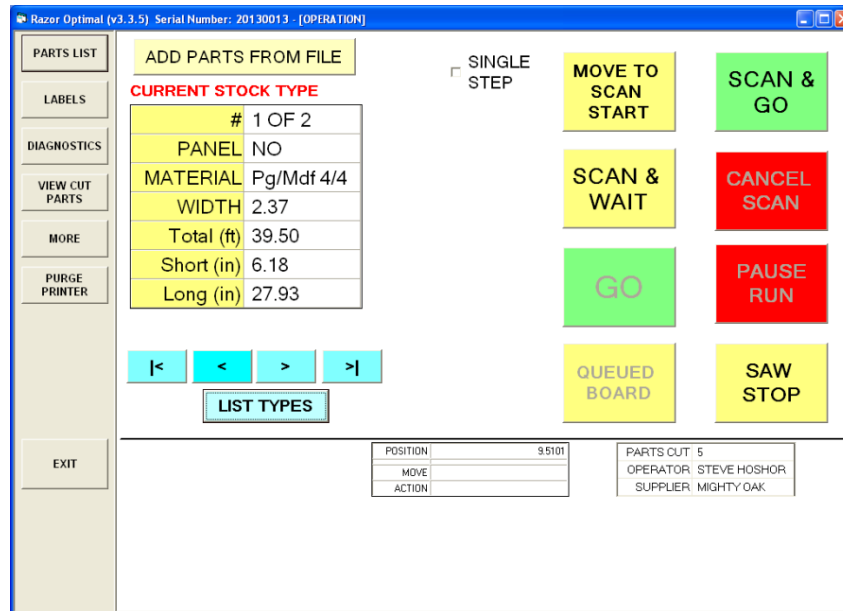 Razor Optimal (v3.3.5) Serial Number: 20130013 - [OPERATION]
PARTS LIST
LABELS
DIAGNOSTICS
VIEW CUT
PARTS
MORE
PURGE
PRINTER
EXIT
ADD PARTS FROM FILE
CURRENT STOCK TYPE
# 1 OF 2
PANEL NO
MATERIAL Pg/Mdf 4/4
WIDTH 2.37
Total (ft) 39.50
Short (in) 6.18
Long (in) 27.93
|< < > >|
LIST TYPES
SINGLE
STEP
MOVE TO
SCAN
START
SCAN &
GO
SCAN &
WAIT
CANCEL
SCAN
GO
PAUSE
RUN
QUEUED
BOARD
SAW
STOP
POSITION 9.5101
MOVE
ACTION
PARTS CUT 5
OPERATOR STEVE HOSHOR
SUPPLIER MIGHTY OAK